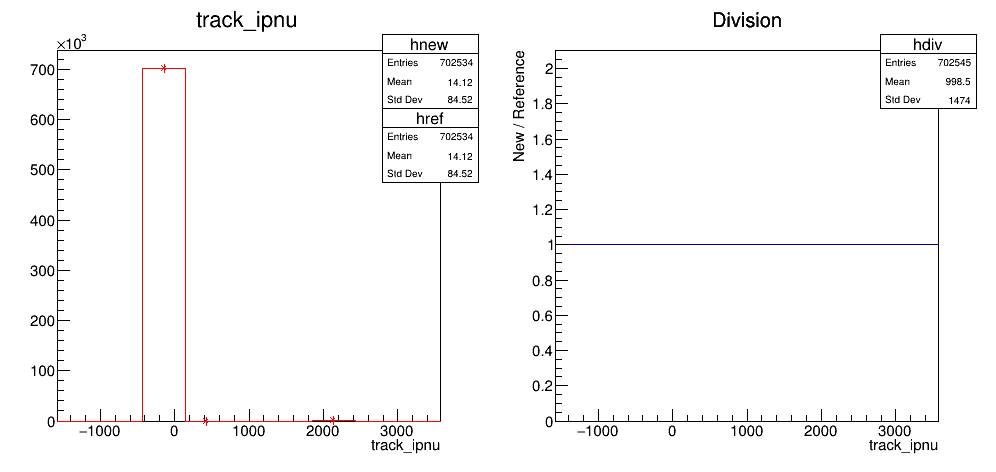 track_ipnu
×10³
700
600
500
400
300
200
100
0
−1000
0
1000
2000
3000
track_ipnu
hnew
Entries 702534
Mean 14.12
Std Dev 84.52
href
Entries 702534
Mean 14.12
Std Dev 84.52
Division
New / Reference
2
1.8
1.6
1.4
1.2
1
0.8
0.6
0.4
0.2
0
−1000
0
1000
2000
3000
track_ipnu
hdiv
Entries 702545
Mean 998.5
Std Dev 1474